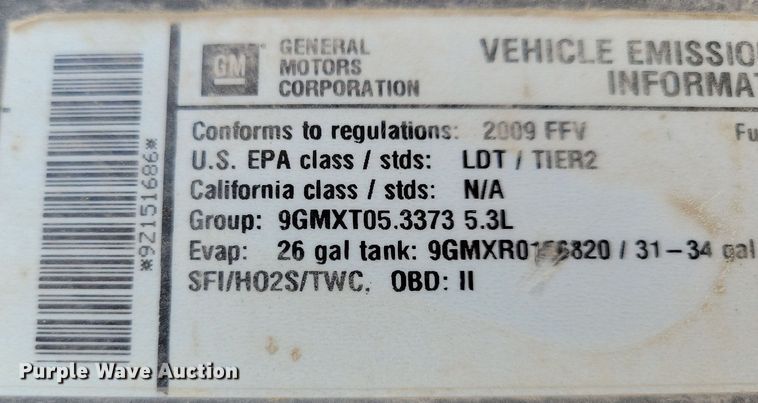 GM
GENERAL
MOTORS
CORPORATION
VEHICLE EMISSIO
INFORMAT
Conforms to regulations: 2009 FFV Fu
U.S. EPA class / stds: LDT / TIER2
California class / stds: N/A
Group: 9GMXT05.3373 5.3L
Evap: 26 gal tank: / 31-34 gal
SFI/HO2S/TWC. OBD: II
*92151686*
Purple Wave Auction